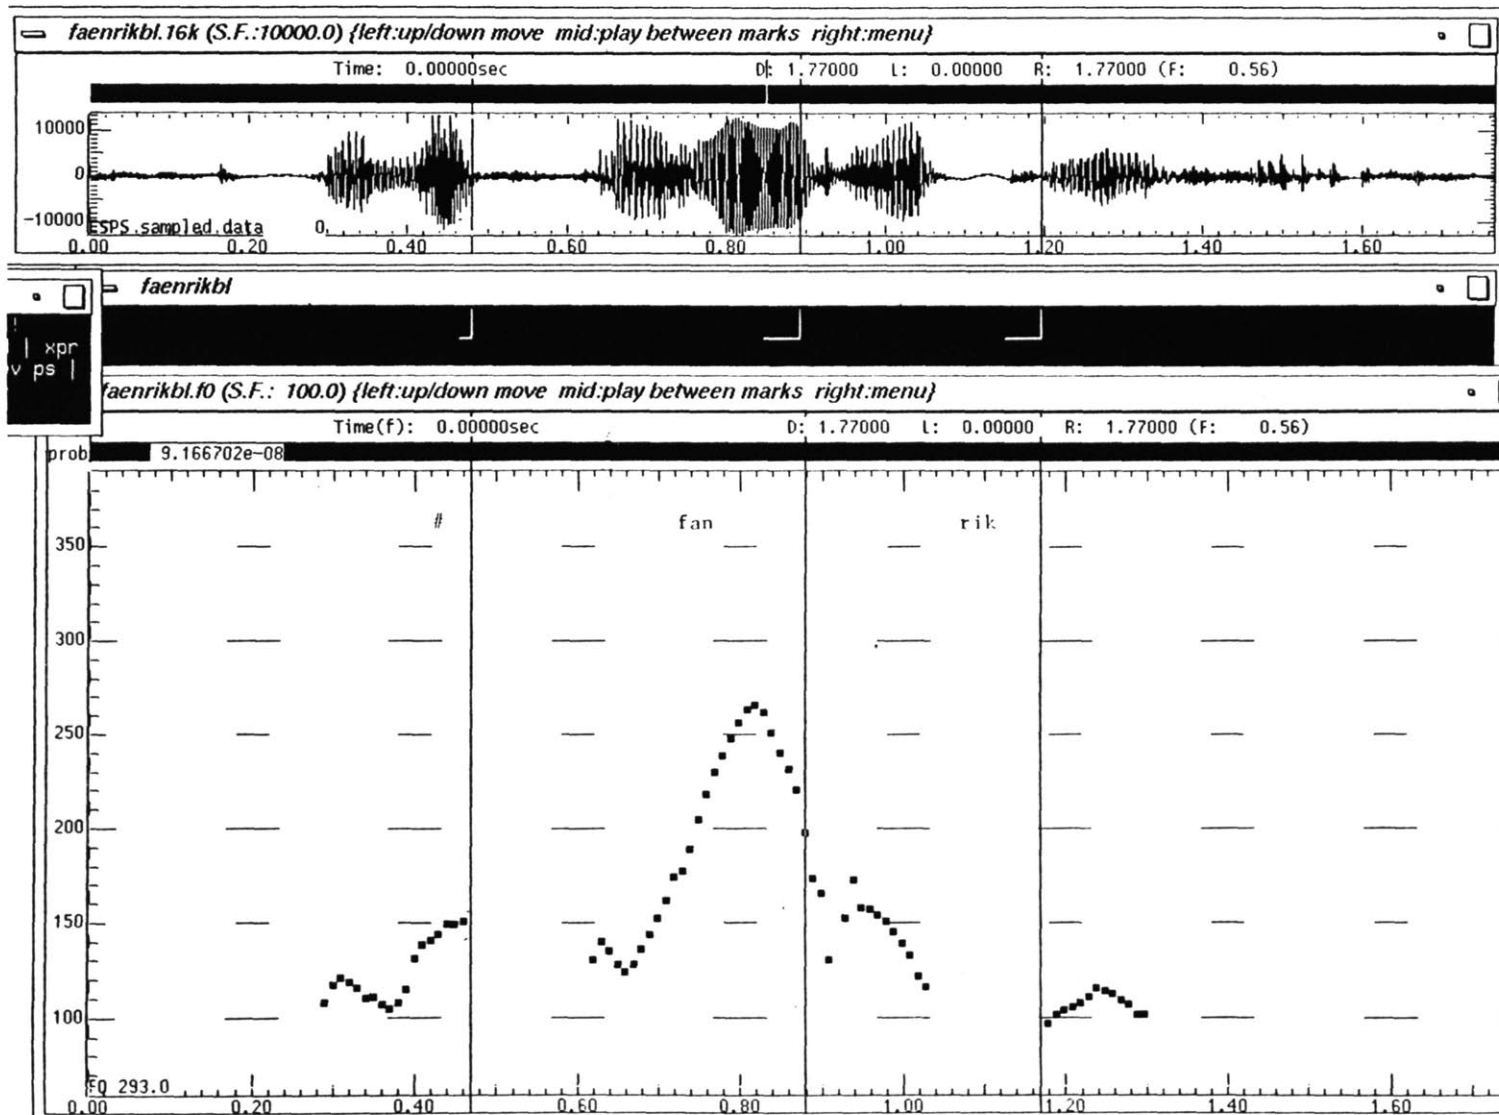 faenrikbl.16k (S.F.:10000.0) {left:up/down move mid:play between marks right:menu}
Time: 0.00000sec D: 1.77000 L: 0.00000 R: 1.77000 (F: 0.56)
10000
0
-10000
ESPS.sampled.data 0.
0.00 0.20 0.40 0.60 0.80 1.00 1.20 1.40 1.60
faenrikbl
| xpr
v ps |
faenrikbl.f0 (S.F.: 100.0) {left:up/down move mid:play between marks right:menu}
Time(f): 0.00000sec D: 1.77000 L: 0.00000 R: 1.77000 (F: 0.56)
prob 9.166702e-08
# fan rik
350
300
250
200
150
100
F0 293.0
0.00 0.20 0.40 0.60 0.80 1.00 1.20 1.40 1.60